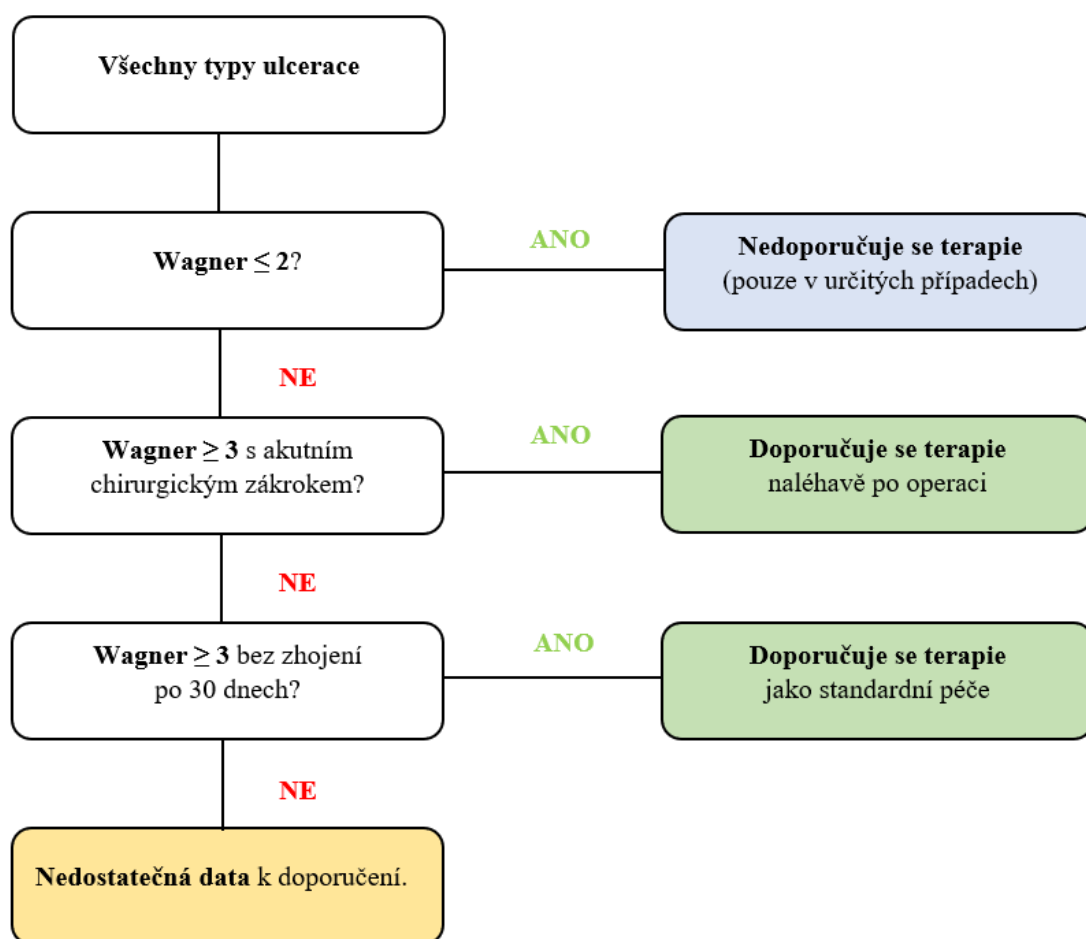 Všechny typy ulcerace
Wagner ≤ 2?
ANO
Nedoporučuje se terapie
(pouze v určitých případech)
NE
Wagner ≥ 3 s akutním
chirurgickým zákrokem?
ANO
Doporučuje se terapie
naléhavě po operaci
NE
Wagner ≥ 3 bez zhojení
po 30 dnech?
ANO
Doporučuje se terapie
jako standardní péče
NE
Nedostatečná data k doporučení.